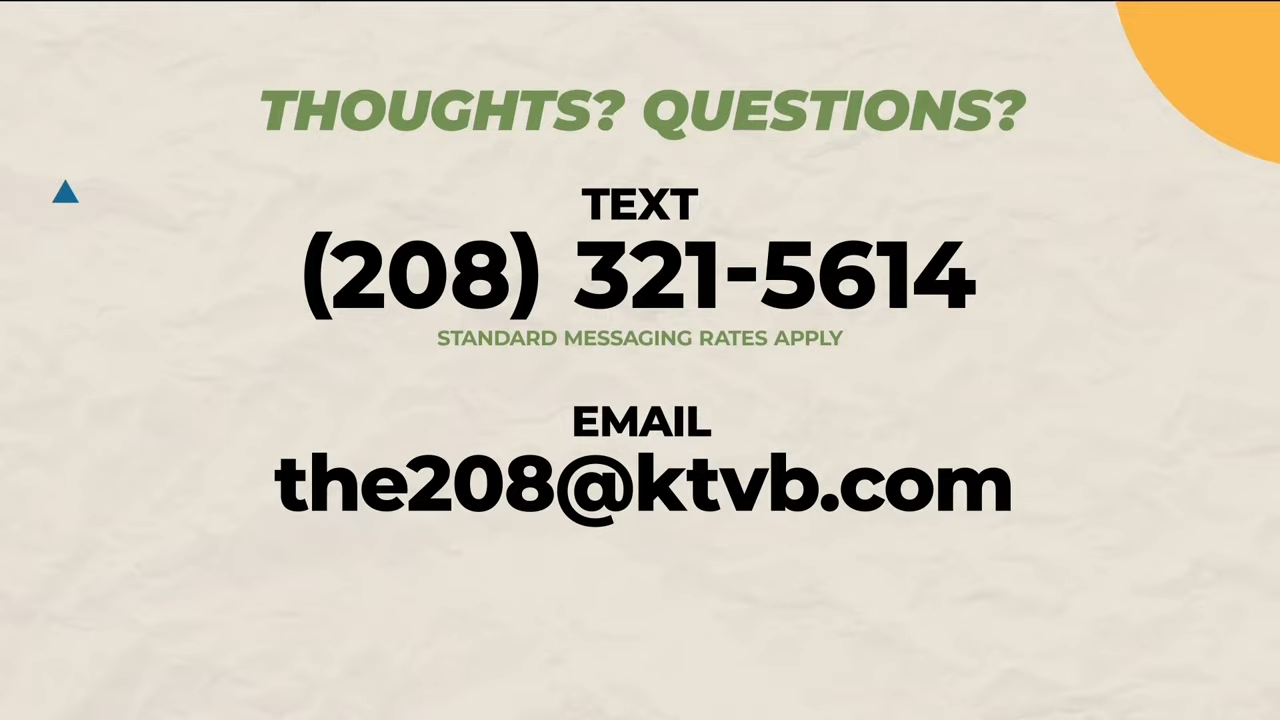 THOUGHTS? QUESTIONS?
TEXT
(208) 321-5614
STANDARD MESSAGING RATES APPLY
EMAIL
the208@ktvb.com